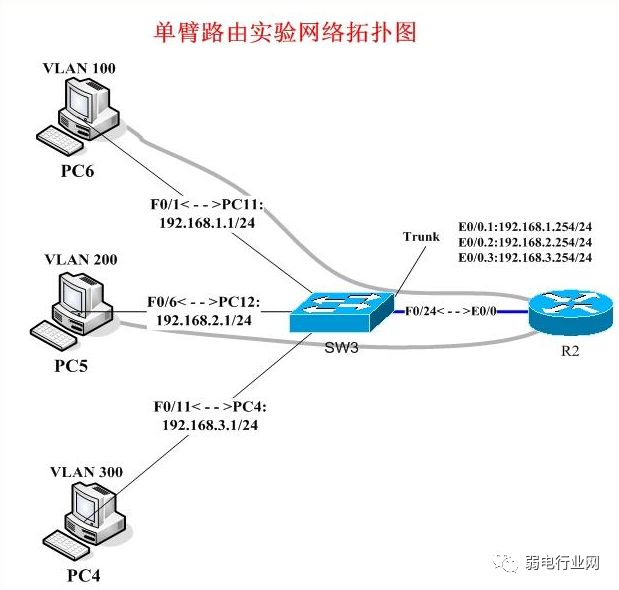 单臂路由实验网络拓扑图
VLAN 100
PC6
F0/1<-->PC11:
192.168.1.1/24
Trunk
E0/0.1:192.168.1.254/24
E0/0.2:192.168.2.254/24
E0/0.3:192.168.3.254/24
VLAN 200
PC5
F0/6<-->PC12:
192.168.2.1/24
SW3
F0/24<-->E0/0
R2
F0/11<-->PC4:
192.168.3.1/24
VLAN 300
PC4
弱电行业网